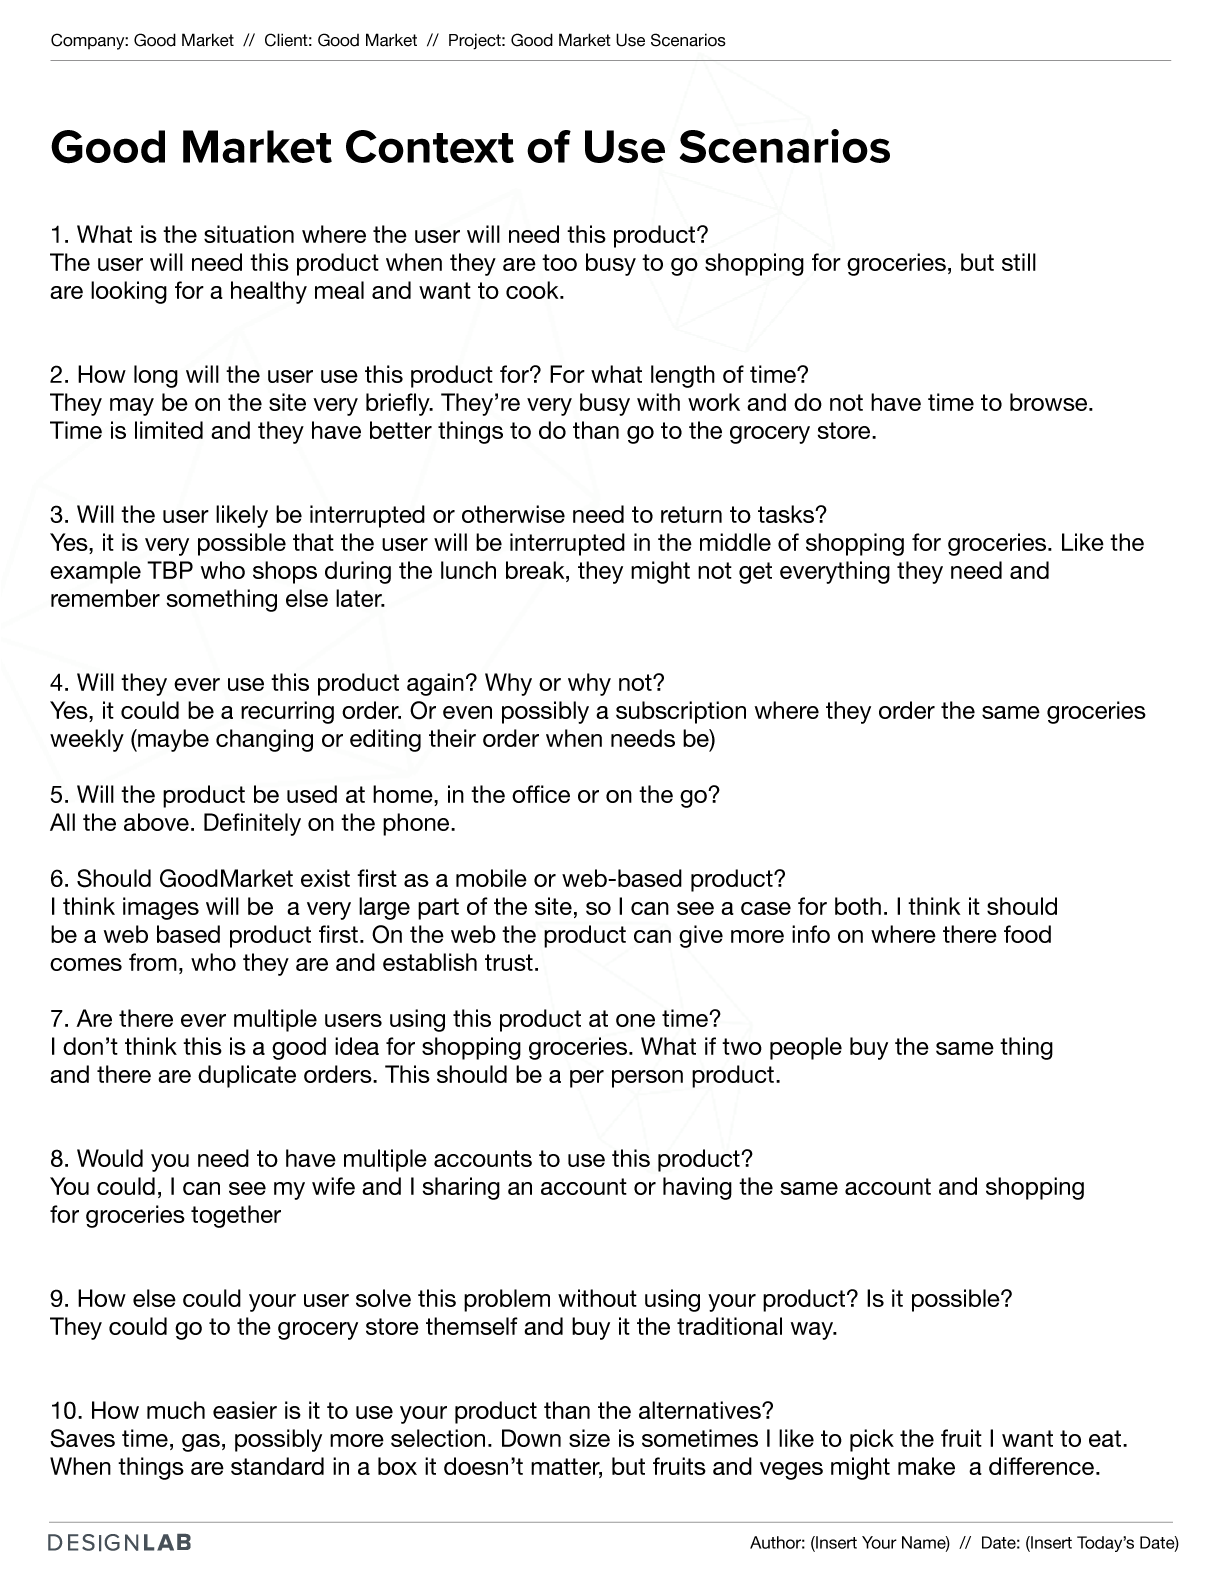 Company: Good Market // Client: Good Market // Project: Good Market Use Scenarios
Good Market Context of Use Scenarios
1. What is the situation where the user will need this product?
The user will need this product when they are too busy to go shopping for groceries, but still
are looking for a healthy meal and want to cook.
2. How long will the user use this product for? For what length of time?
They may be on the site very briefly. They’re very busy with work and do not have time to browse.
Time is limited and they have better things to do than go to the grocery store.
3. Will the user likely be interrupted or otherwise need to return to tasks?
Yes, it is very possible that the user will be interrupted in the middle of shopping for groceries. Like the
example TBP who shops during the lunch break, they might not get everything they need and
remember something else later.
4. Will they ever use this product again? Why or why not?
Yes, it could be a recurring order. Or even possibly a subscription where they order the same groceries
weekly (maybe changing or editing their order when needs be)
5. Will the product be used at home, in the office or on the go?
All the above. Definitely on the phone.
6. Should GoodMarket exist first as a mobile or web-based product?
I think images will be  a very large part of the site, so I can see a case for both. I think it should
be a web based product first. On the web the product can give more info on where there food
comes from, who they are and establish trust.
7. Are there ever multiple users using this product at one time?
I don’t think this is a good idea for shopping groceries. What if two people buy the same thing
and there are duplicate orders. This should be a per person product.
8. Would you need to have multiple accounts to use this product?
You could, I can see my wife and I sharing an account or having the same account and shopping
for groceries together
9. How else could your user solve this problem without using your product? Is it possible?
They could go to the grocery store themself and buy it the traditional way.
10. How much easier is it to use your product than the alternatives?
Saves time, gas, possibly more selection. Down size is sometimes I like to pick the fruit I want to eat.
When things are standard in a box it doesn’t matter, but fruits and veges might make  a difference.
DESIGNLAB
Author: (Insert Your Name) // Date: (Insert Today’s Date)